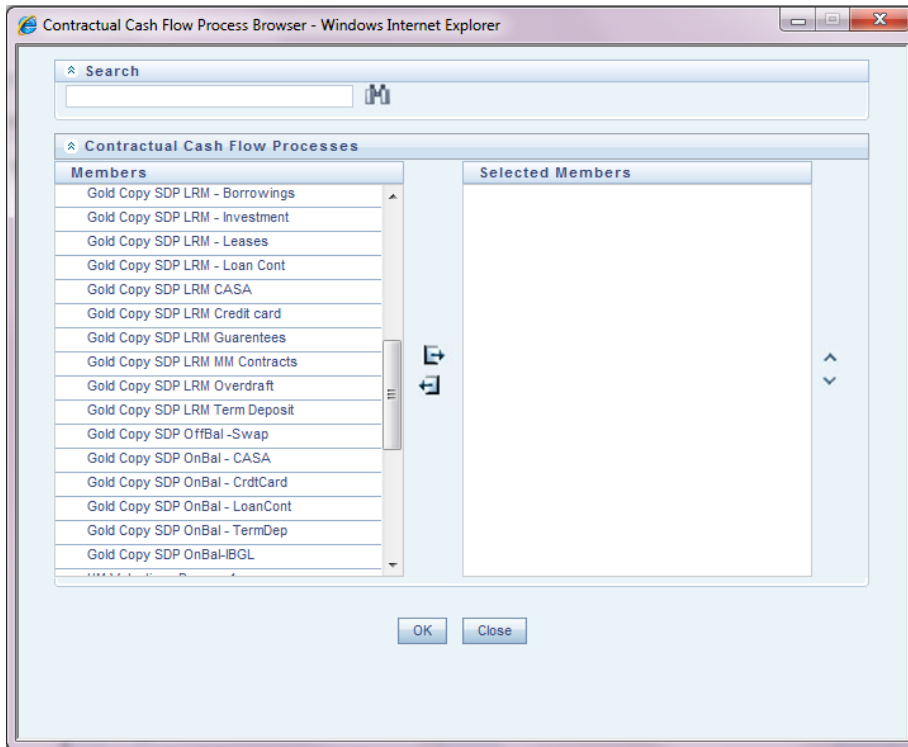 Contractual Cash Flow Process Browser - Windows Internet Explorer
Search
Contractual Cash Flow Processes
Members
Selected Members
Gold Copy SDP LRM - Borrowings
Gold Copy SDP LRM - Investment
Gold Copy SDP LRM - Leases
Gold Copy SDP LRM - Loan Cont
Gold Copy SDP LRM CASA
Gold Copy SDP LRM Credit card
Gold Copy SDP LRM Guarentees
Gold Copy SDP LRM MM Contracts
Gold Copy SDP LRM Overdraft
Gold Copy SDP LRM Term Deposit
Gold Copy SDP OffBal -Swap
Gold Copy SDP OnBal - CASA
Gold Copy SDP OnBal - CrdtCard
Gold Copy SDP OnBal - LoanCont
Gold Copy SDP OnBal - TermDep
Gold Copy SDP OnBal-IBGL
OK
Close